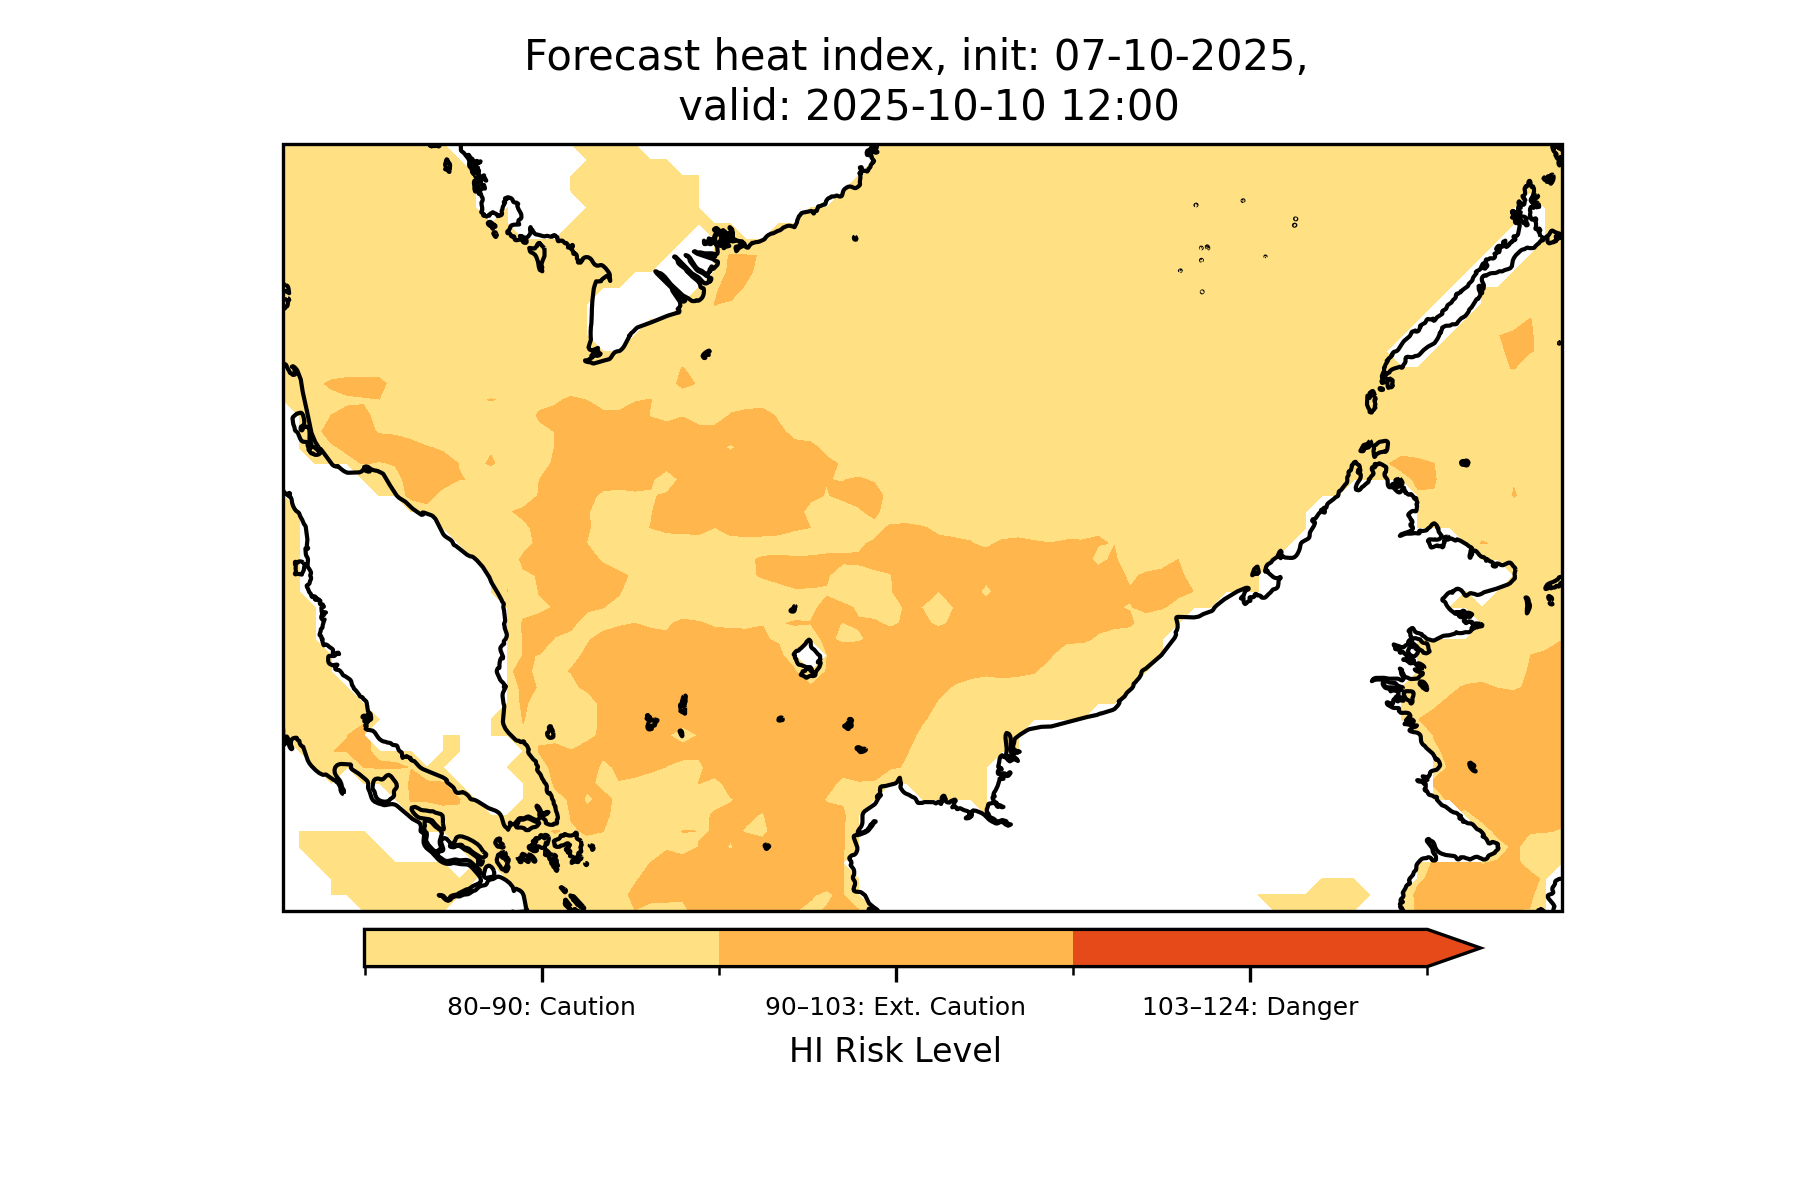 Forecast heat index, init: 07-10-2025,
valid: 2025-10-10 12:00
80–90: Caution
90–103: Ext. Caution
103–124: Danger
HI Risk Level